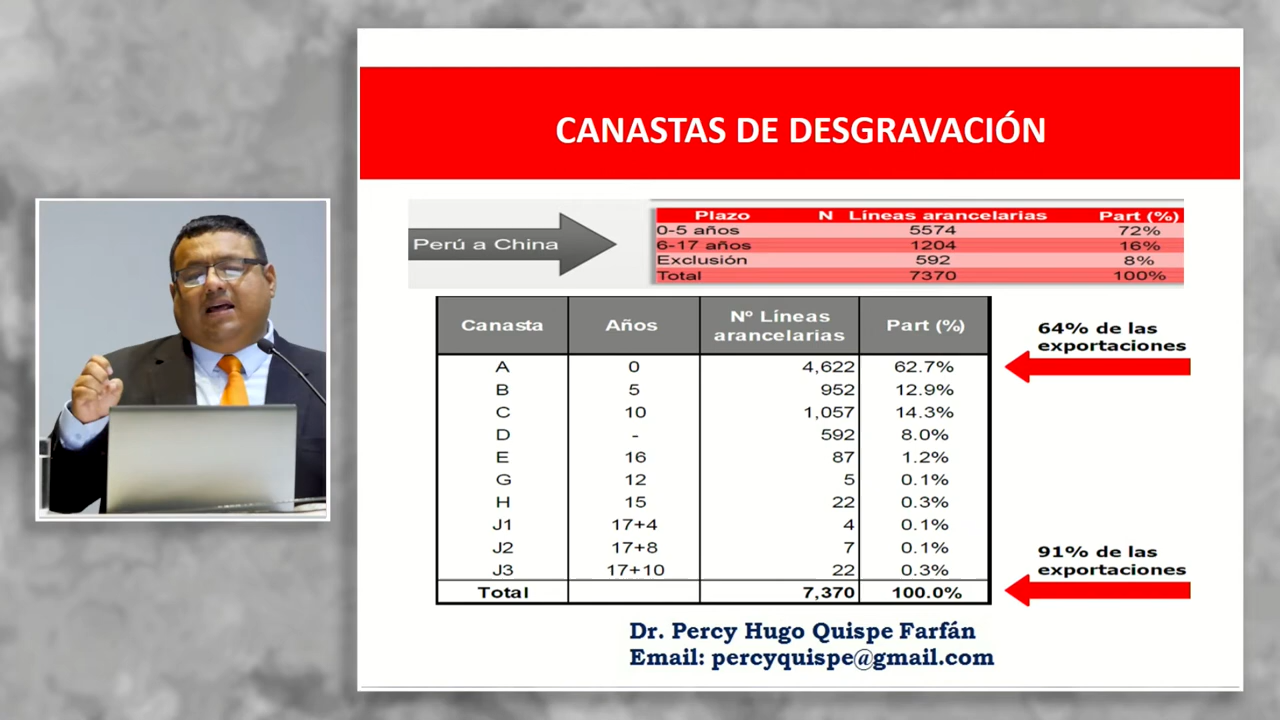 CANASTAS DE DESGRAVACIÓN
Perú a China
Plazo N Líneas arancelarias Part (%)
0-5 años 5574 72%
6-17 años 1204 16%
Exclusión 592 8%
Total 7370 100%
Canasta Años Nº Líneas arancelarias Part (%)
A 0 4,622 62.7%
B 5 952 12.9%
C 10 1,057 14.3%
D - 592 8.0%
E 16 87 1.2%
G 12 5 0.1%
H 15 22 0.3%
J1 17+4 4 0.1%
J2 17+8 7 0.1%
J3 17+10 22 0.3%
Total 7,370 100.0%
64% de las
exportaciones
91% de las
exportaciones
Dr. Percy Hugo Quispe Farfán
Email: percyquispe@gmail.com